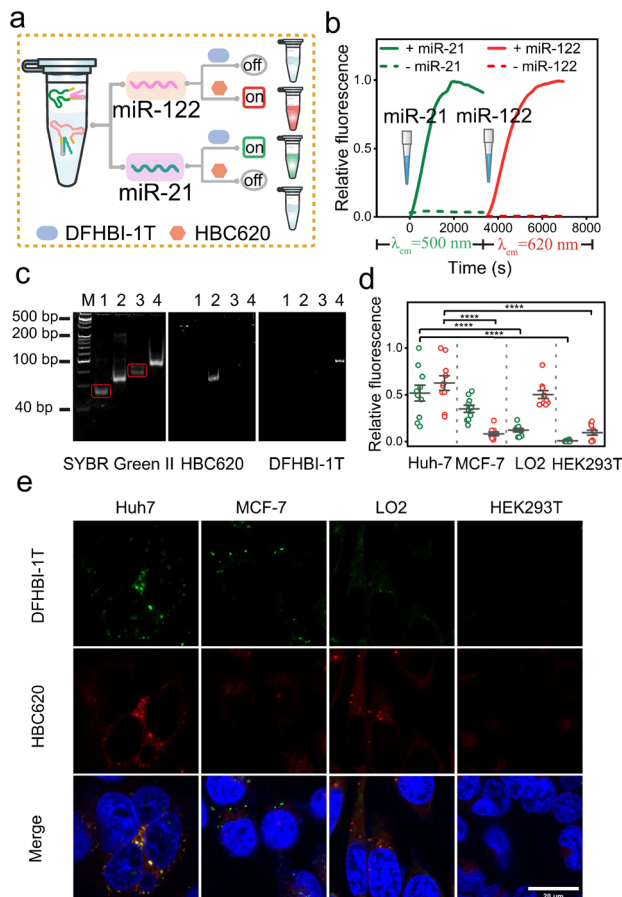 a
miR-122
miR-21
off
on
on
off
DFHBI-1T
HBC620
b
+ miR-21
- miR-21
+ miR-122
- miR-122
Relative fluorescence
1.0
0.5
0.0
miR-21
miR-122
0
2000
4000
6000
8000
λem=500 nm
λem=620 nm
Time (s)
c
M 1 2 3 4
1 2 3 4
1 2 3 4
500 bp
200 bp
100 bp
40 bp
SYBR Green II
HBC620
DFHBI-1T
d
Relative fluorescence
1.0
0.5
0.0
****
****
****
****
Huh-7
MCF-7
LO2
HEK293T
e
Huh7
MCF-7
LO2
HEK293T
DFHBI-1T
HBC620
Merge
20 μm